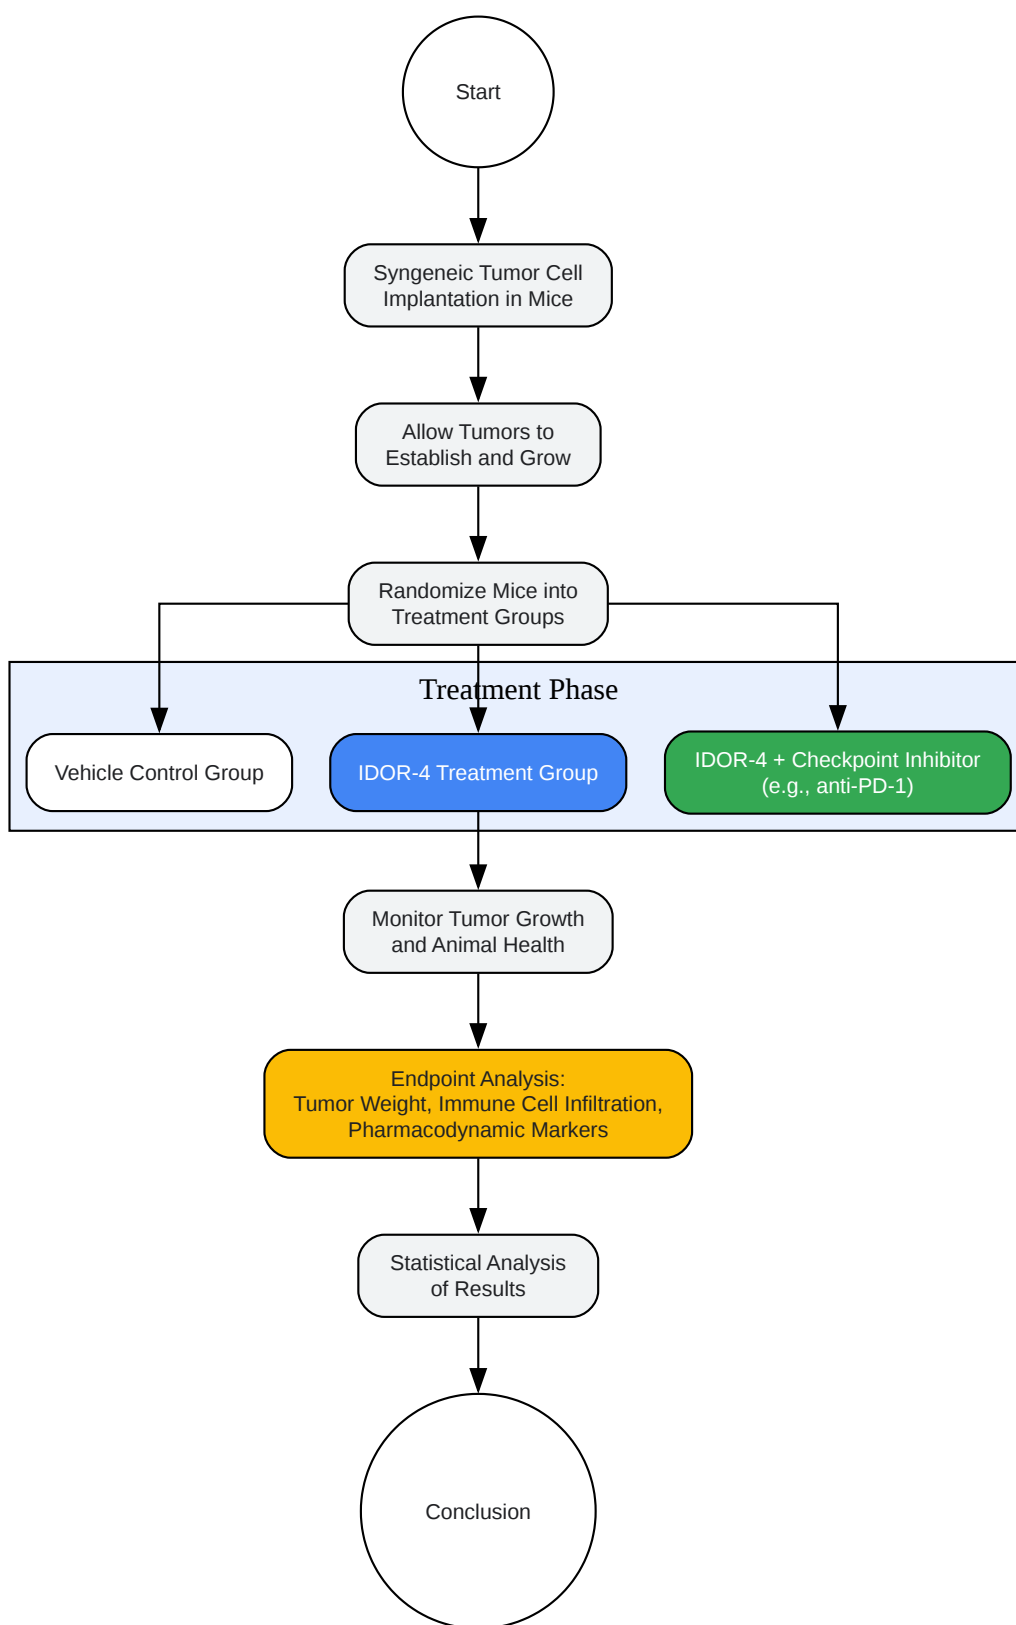 Start
Syngeneic Tumor Cell
Implantation in Mice
Allow Tumors to
Establish and Grow
Randomize Mice into
Treatment Groups
Treatment Phase
Vehicle Control Group
IDOR-4 Treatment Group
IDOR-4 + Checkpoint Inhibitor
(e.g., anti-PD-1)
Monitor Tumor Growth
and Animal Health
Endpoint Analysis:
Tumor Weight, Immune Cell Infiltration,
Pharmacodynamic Markers
Statistical Analysis
of Results
Conclusion